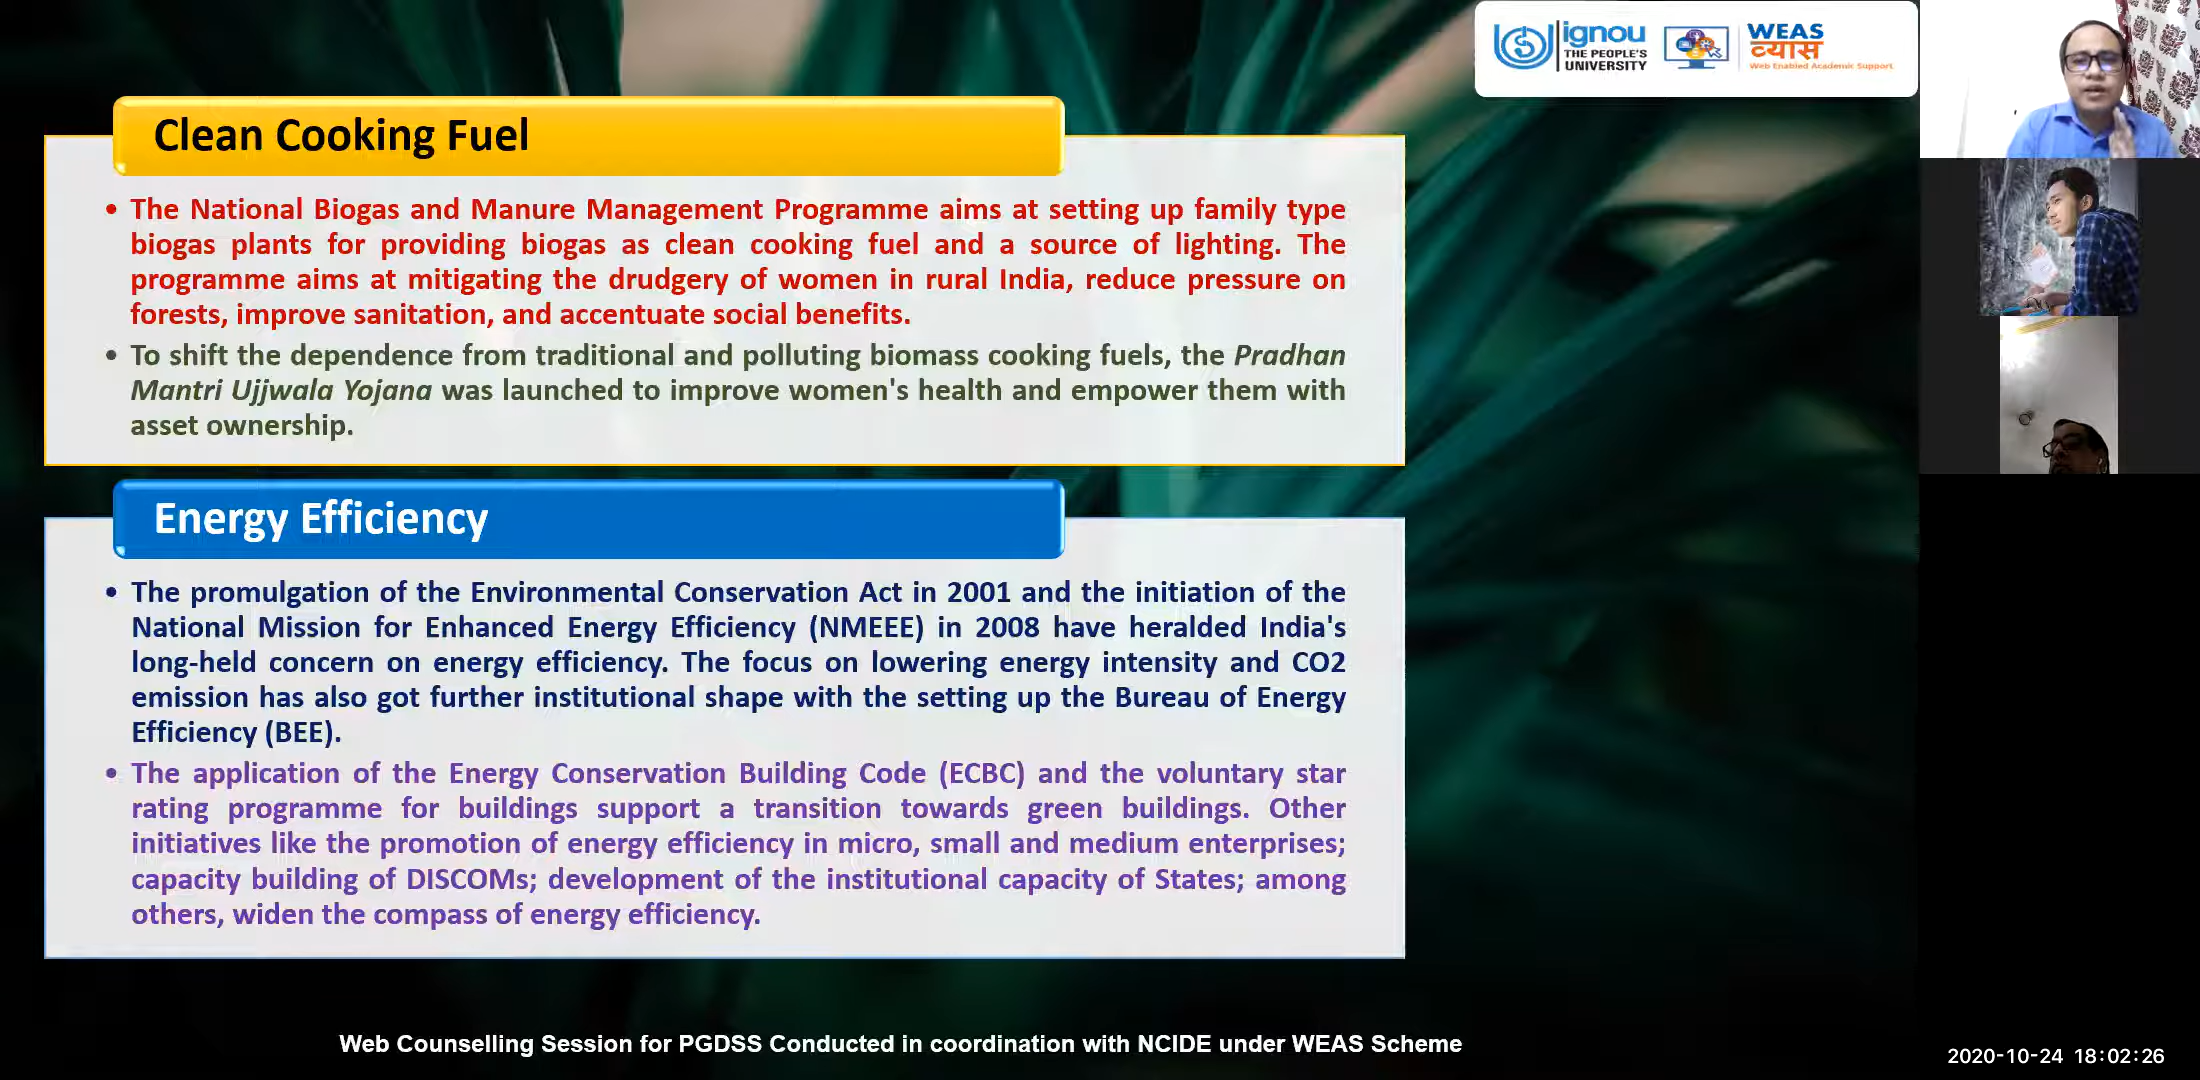 ignou
THE PEOPLE'S
UNIVERSITY
WEAS
व्यास
Web Enabled Academic Support
Clean Cooking Fuel
• The National Biogas and Manure Management Programme aims at setting up family type
biogas plants for providing biogas as clean cooking fuel and a source of lighting. The
programme aims at mitigating the drudgery of women in rural India, reduce pressure on
forests, improve sanitation, and accentuate social benefits.
• To shift the dependence from traditional and polluting biomass cooking fuels, the Pradhan
Mantri Ujjwala Yojana was launched to improve women's health and empower them with
asset ownership.
Energy Efficiency
• The promulgation of the Environmental Conservation Act in 2001 and the initiation of the
National Mission for Enhanced Energy Efficiency (NMEEE) in 2008 have heralded India's
long-held concern on energy efficiency. The focus on lowering energy intensity and CO2
emission has also got further institutional shape with the setting up the Bureau of Energy
Efficiency (BEE).
• The application of the Energy Conservation Building Code (ECBC) and the voluntary star
rating programme for buildings support a transition towards green buildings. Other
initiatives like the promotion of energy efficiency in micro, small and medium enterprises;
capacity building of DISCOMs; development of the institutional capacity of States; among
others, widen the compass of energy efficiency.
Web Counselling Session for PGDSS Conducted in coordination with NCIDE under WEAS Scheme
2020-10-24 18:02:26